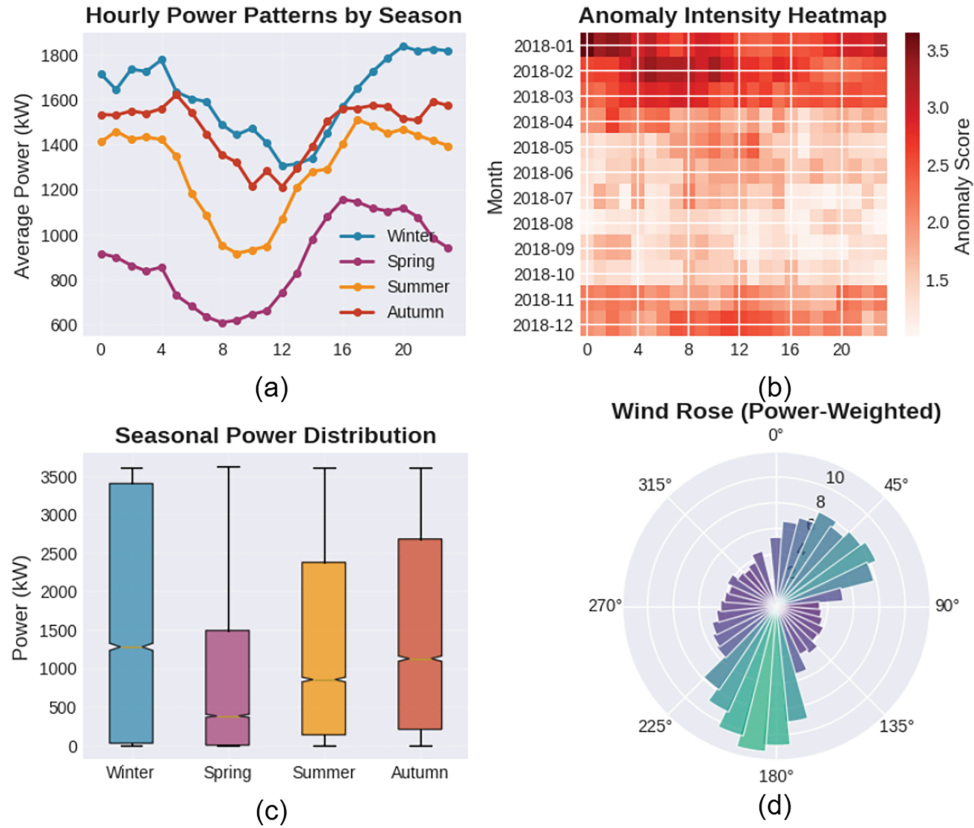 Hourly Power Patterns by Season
Average Power (kW)
1800
1600
1400
1200
1000
800
600
0 4 8 12 16 20
Winter
Spring
Summer
Autumn
(a)
Anomaly Intensity Heatmap
Month
2018-01
2018-02
2018-03
2018-04
2018-05
2018-06
2018-07
2018-08
2018-09
2018-10
2018-11
2018-12
0 4 8 12 16 20
3.5
3.0
2.5
2.0
1.5
Anomaly Score
(b)
Seasonal Power Distribution
Power (kW)
3500
3000
2500
2000
1500
1000
500
0
Winter Spring Summer Autumn
(c)
Wind Rose (Power-Weighted)
0°
315° 45°
10
8
6
270° 90°
225° 135°
180°
(d)